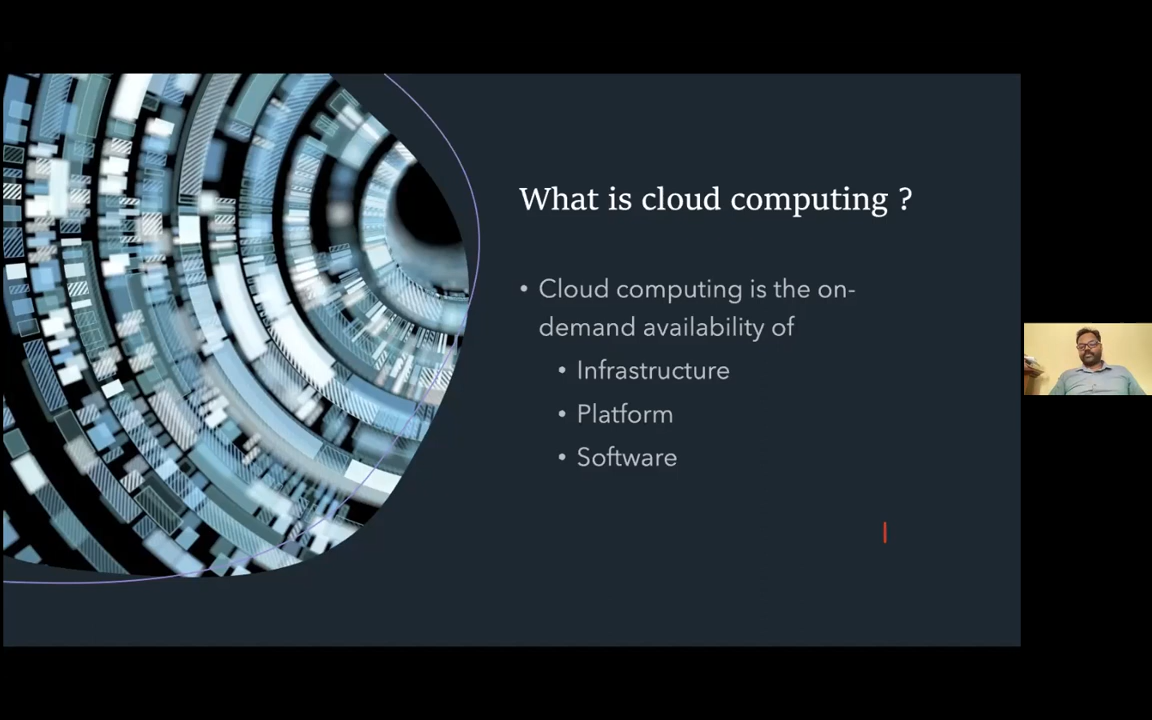 What is cloud computing ?
• Cloud computing is the on-
demand availability of
• Infrastructure
• Platform
• Software